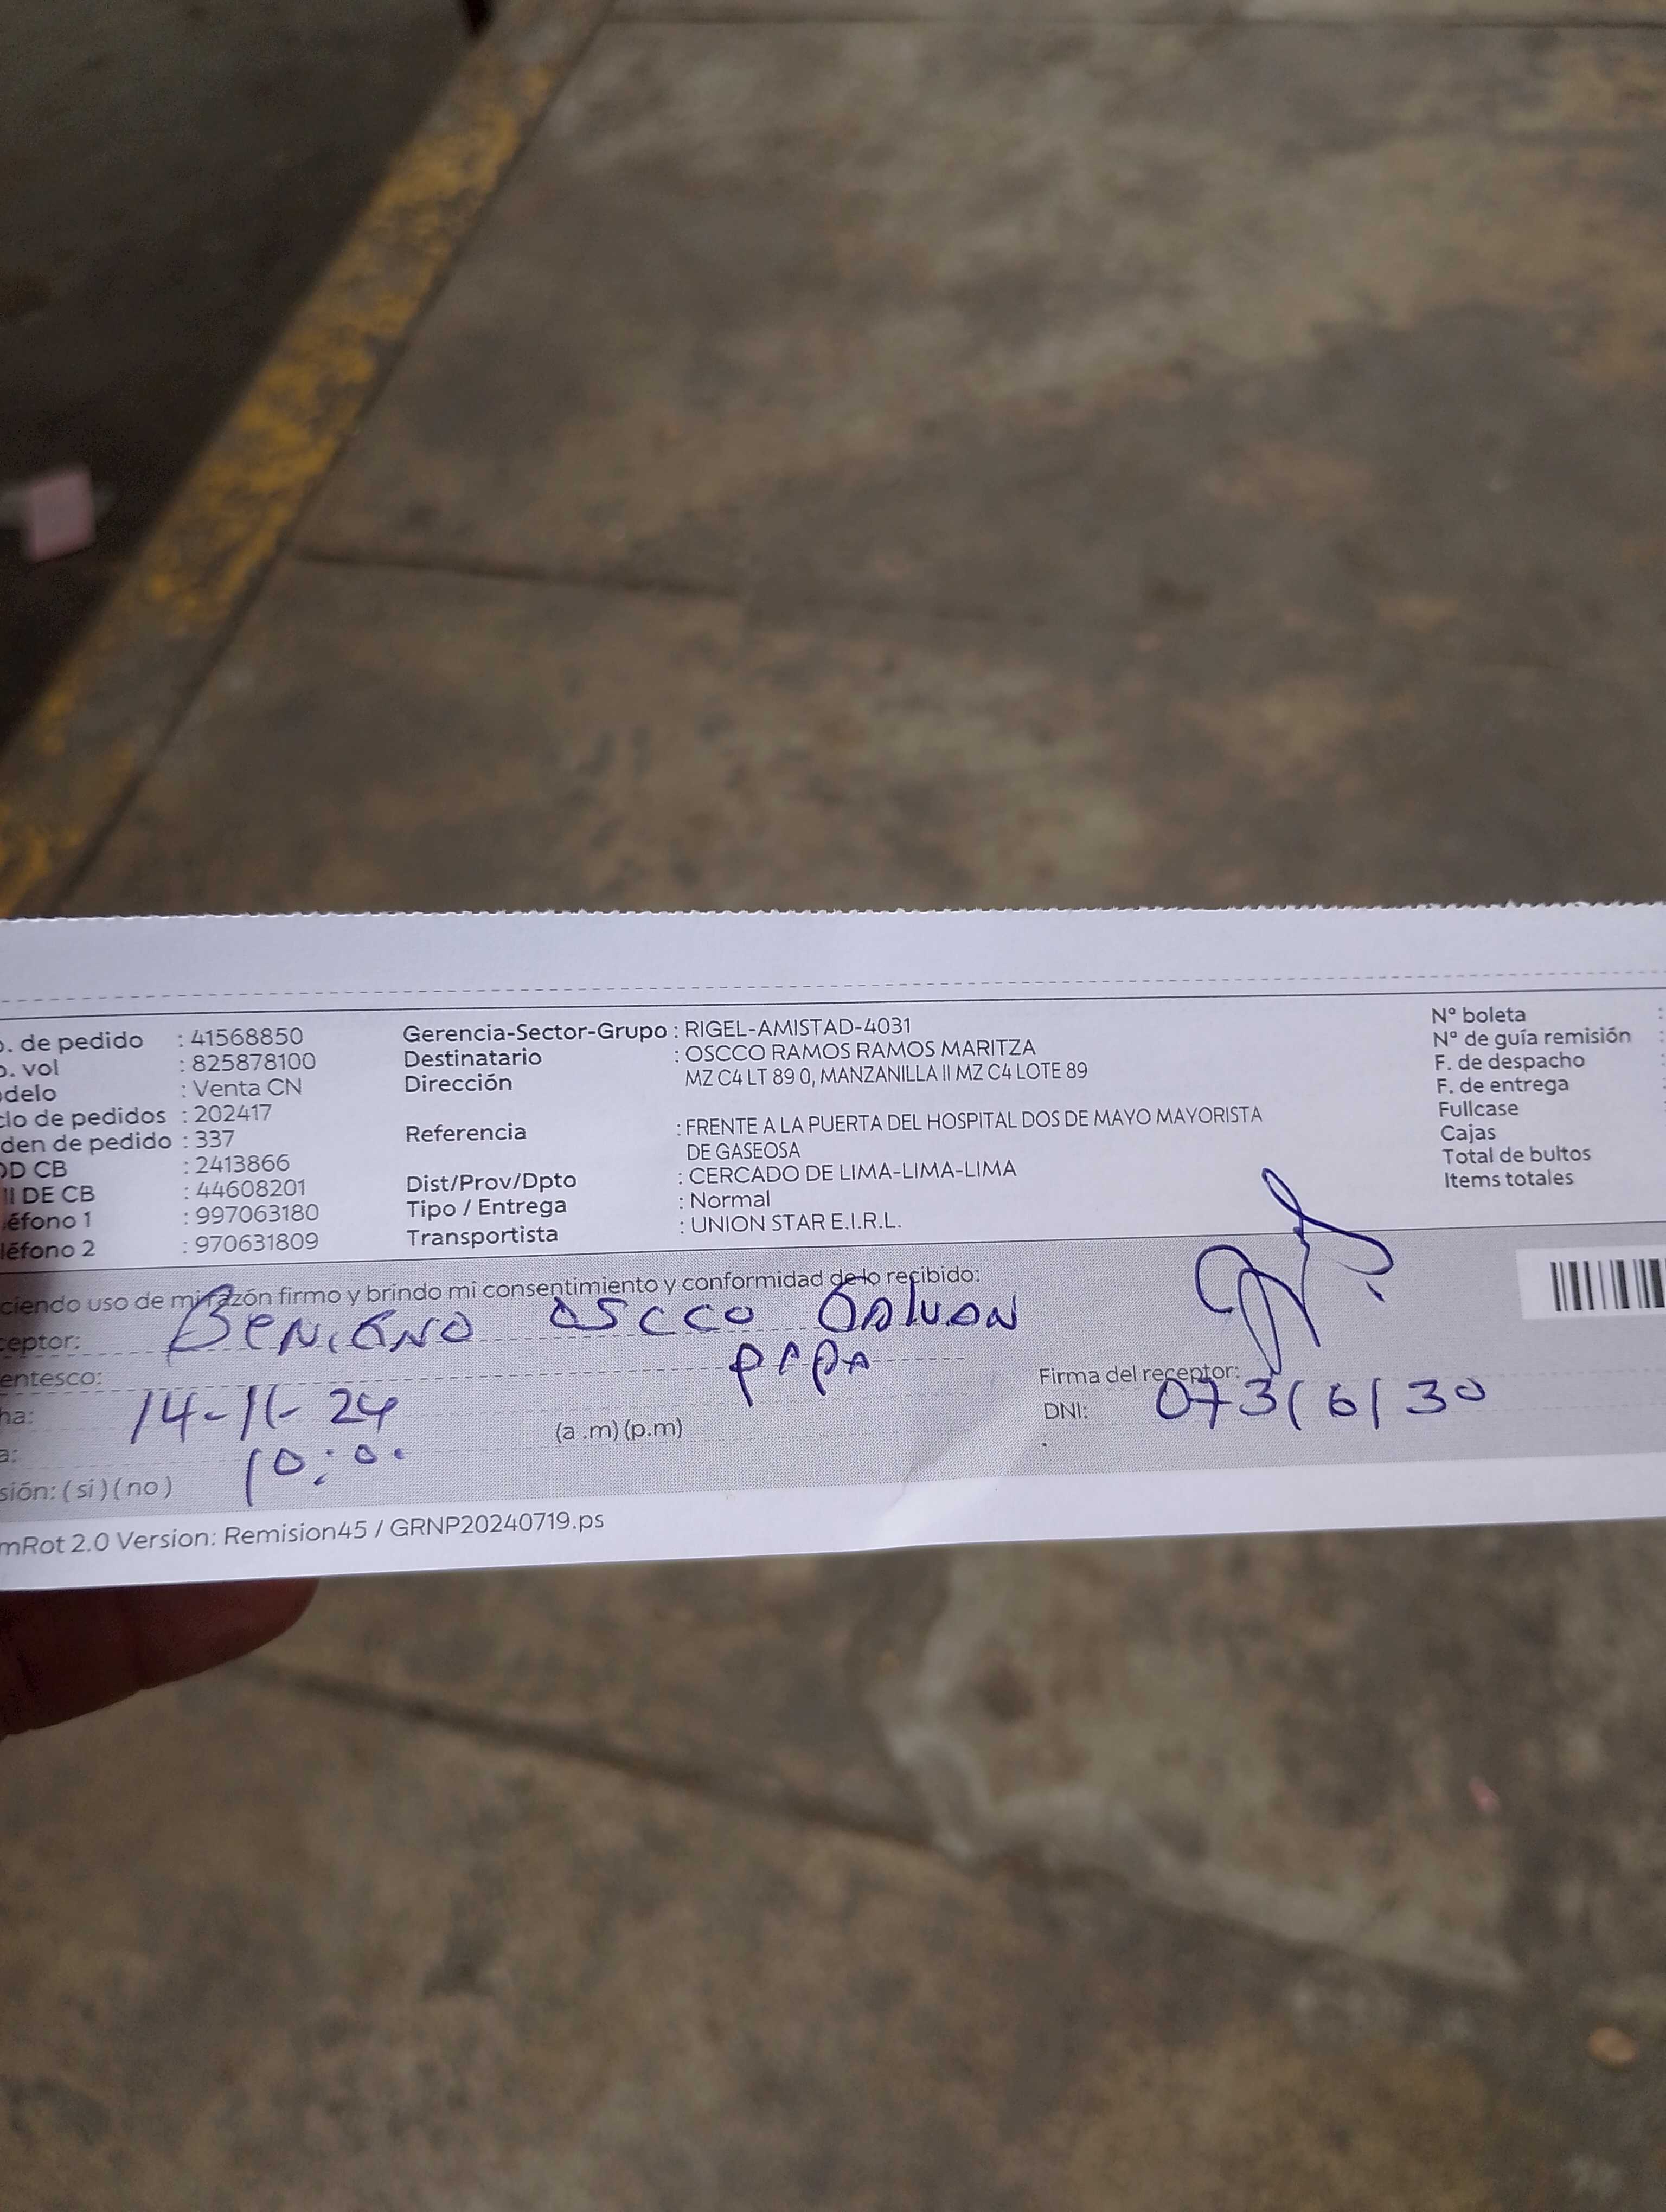 o. de pedido : 41568850
o. vol : 825878100
delo : Venta CN
clo de pedidos : 202417
den de pedido : 337
OD CB : 2413866
NI DE CB : 44608201
léfono 1 : 997063180
léfono 2 : 970631809
Gerencia-Sector-Grupo : RIGEL-AMISTAD-4031
Destinatario : OSCCO RAMOS RAMOS MARITZA
Dirección MZ C4 LT 89 0, MANZANILLA II MZ C4 LOTE 89
Referencia : FRENTE A LA PUERTA DEL HOSPITAL DOS DE MAYO MAYORISTA
DE GASEOSA
Dist/Prov/Dpto : CERCADO DE LIMA-LIMA-LIMA
Tipo / Entrega : Normal
Transportista : UNION STAR E.I.R.L.
N° boleta :
N° de guía remisión :
F. de despacho :
F. de entrega :
Fullcase
Cajas
Total de bultos
Items totales
ciendo uso de mi razón firmo y brindo mi consentimiento y conformidad de lo recibido:
ceptor: BENIGNO OSCCO GALVAN
entesco: PAPA
ha: 14-11-24
a: 10:00 (a .m) (p.m)
sión: ( si ) ( no )
Firma del receptor:
DNI: 07316130
mRot 2.0 Version: Remision45 / GRNP20240719.ps